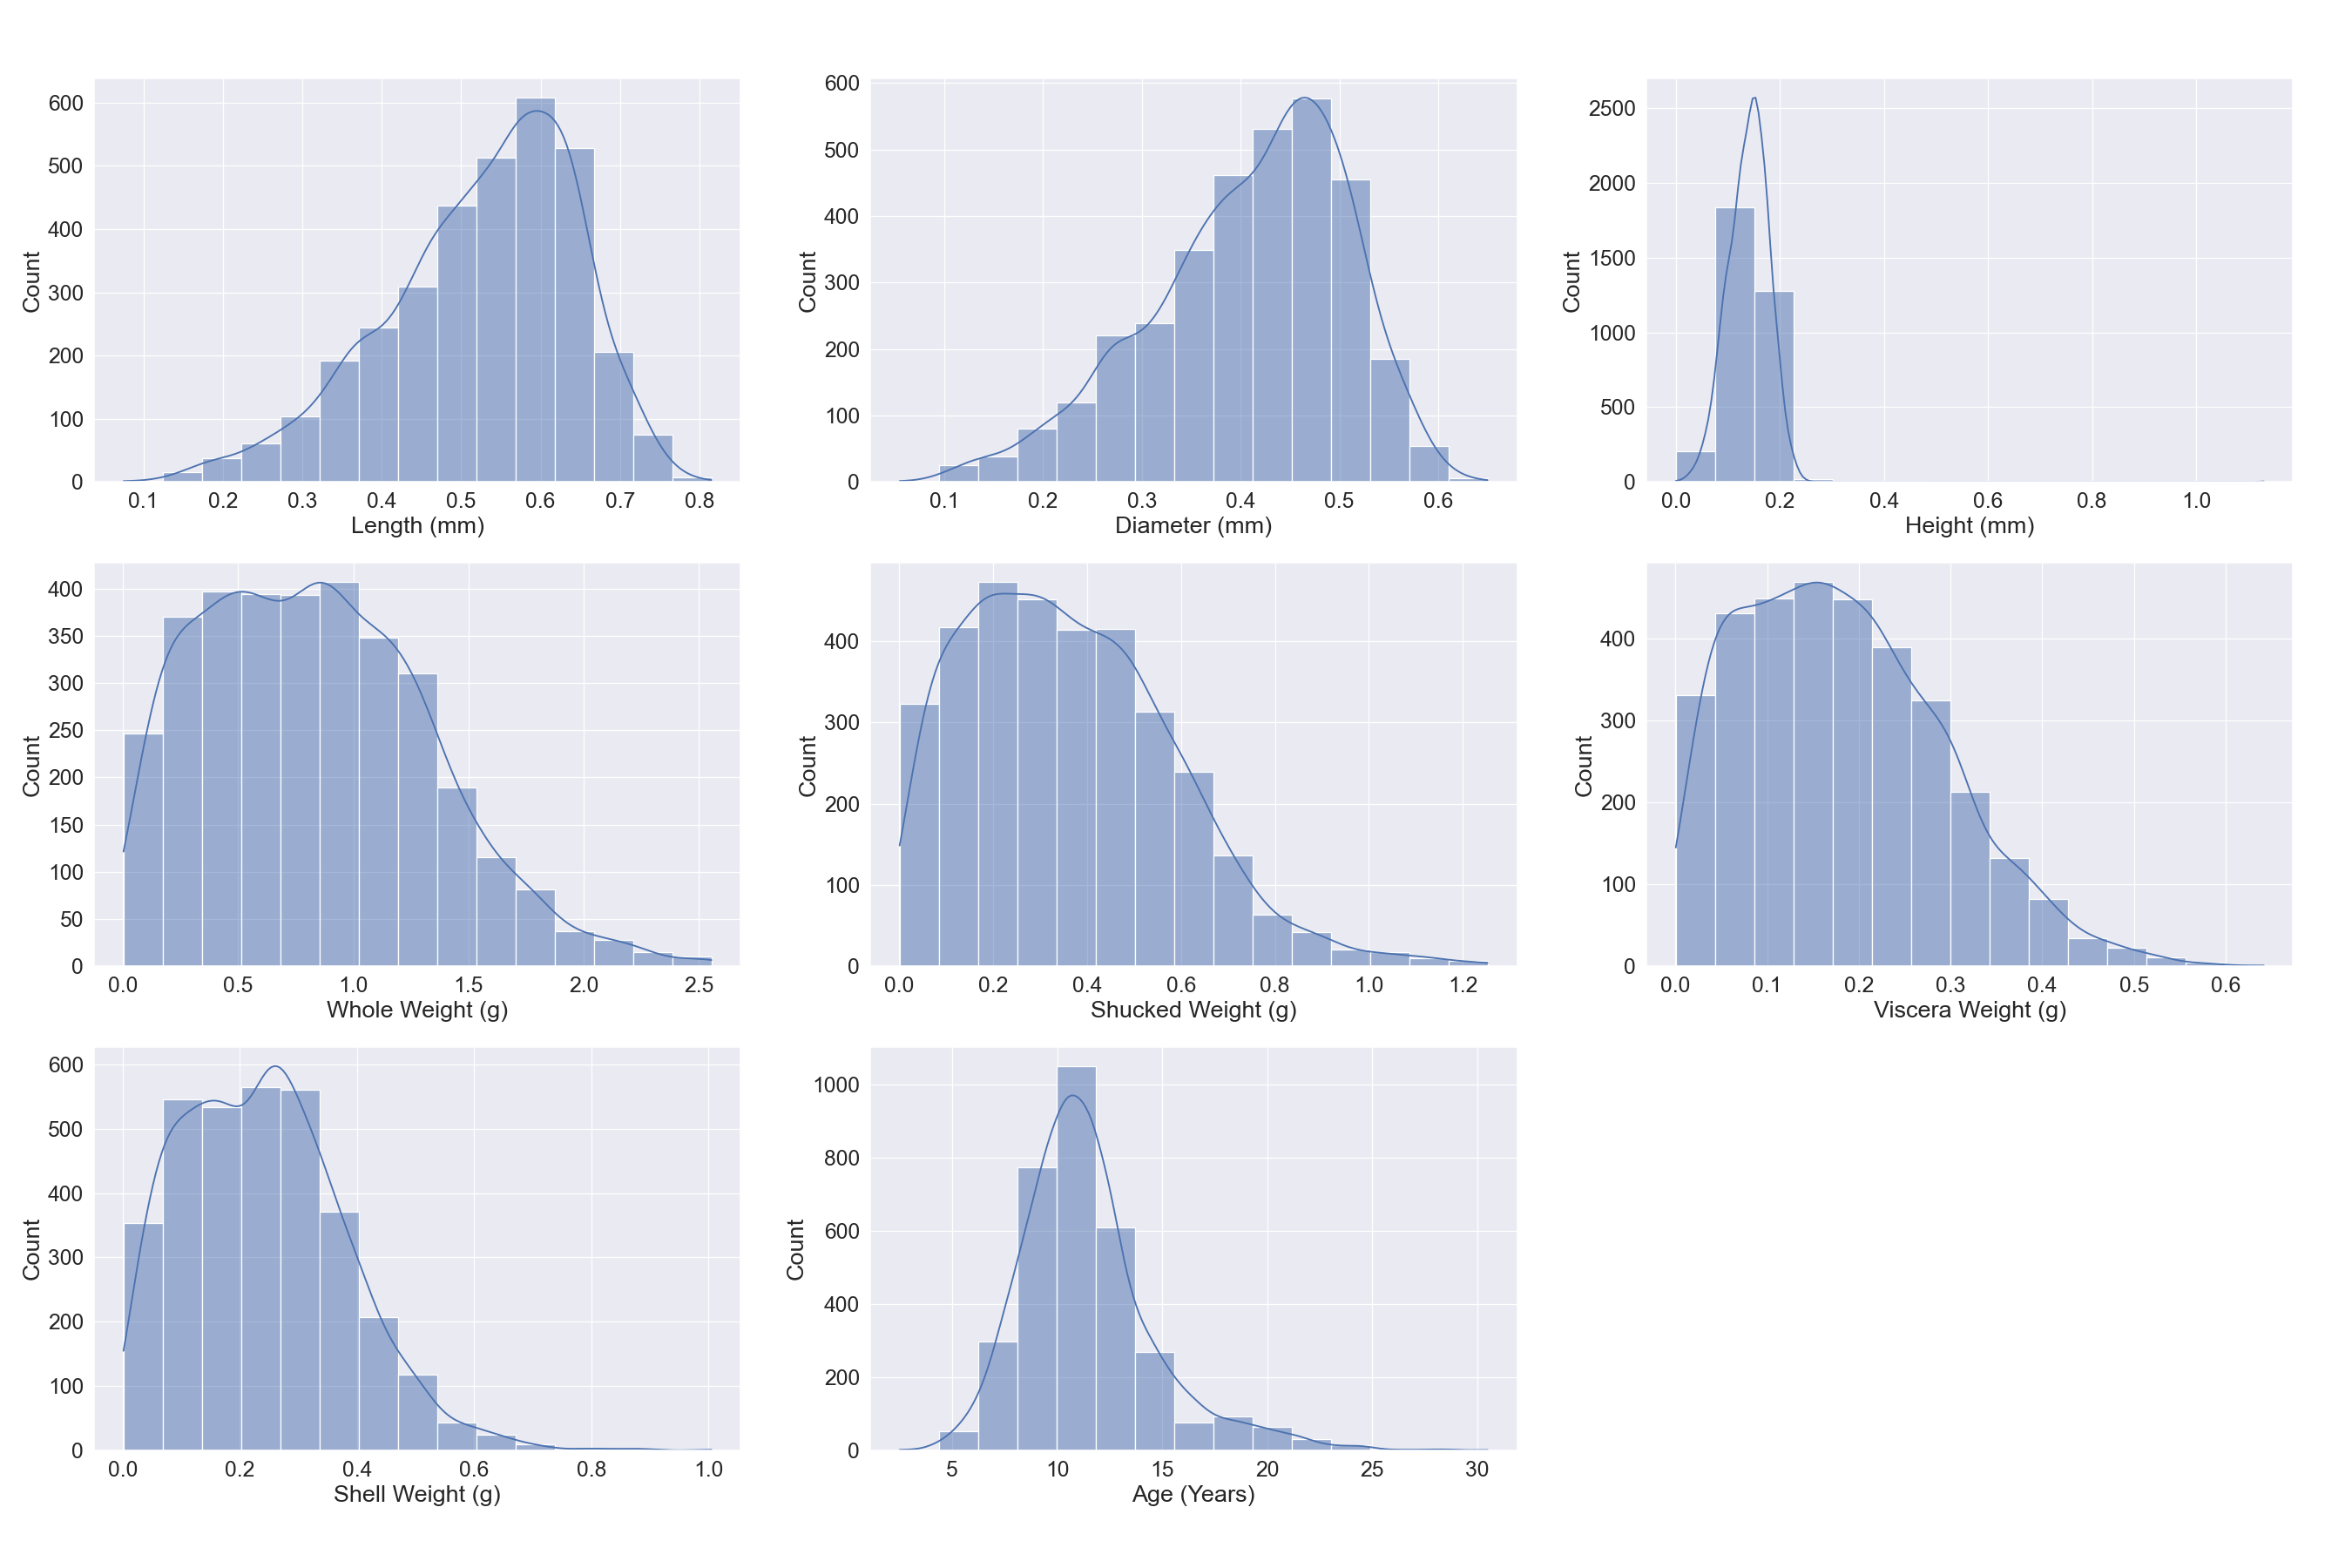 600
500
400
300
200
100
0
Count
0.1 0.2 0.3 0.4 0.5 0.6 0.7 0.8
Length (mm)
600
500
400
300
200
100
0
Count
0.1 0.2 0.3 0.4 0.5 0.6
Diameter (mm)
2500
2000
1500
1000
500
0
Count
0.0 0.2 0.4 0.6 0.8 1.0
Height (mm)
400
350
300
250
200
150
100
50
0
Count
0.0 0.5 1.0 1.5 2.0 2.5
Whole Weight (g)
400
300
200
100
0
Count
0.0 0.2 0.4 0.6 0.8 1.0 1.2
Shucked Weight (g)
400
300
200
100
0
Count
0.0 0.1 0.2 0.3 0.4 0.5 0.6
Viscera Weight (g)
600
500
400
300
200
100
0
Count
0.0 0.2 0.4 0.6 0.8 1.0
Shell Weight (g)
1000
800
600
400
200
0
Count
5 10 15 20 25 30
Age (Years)